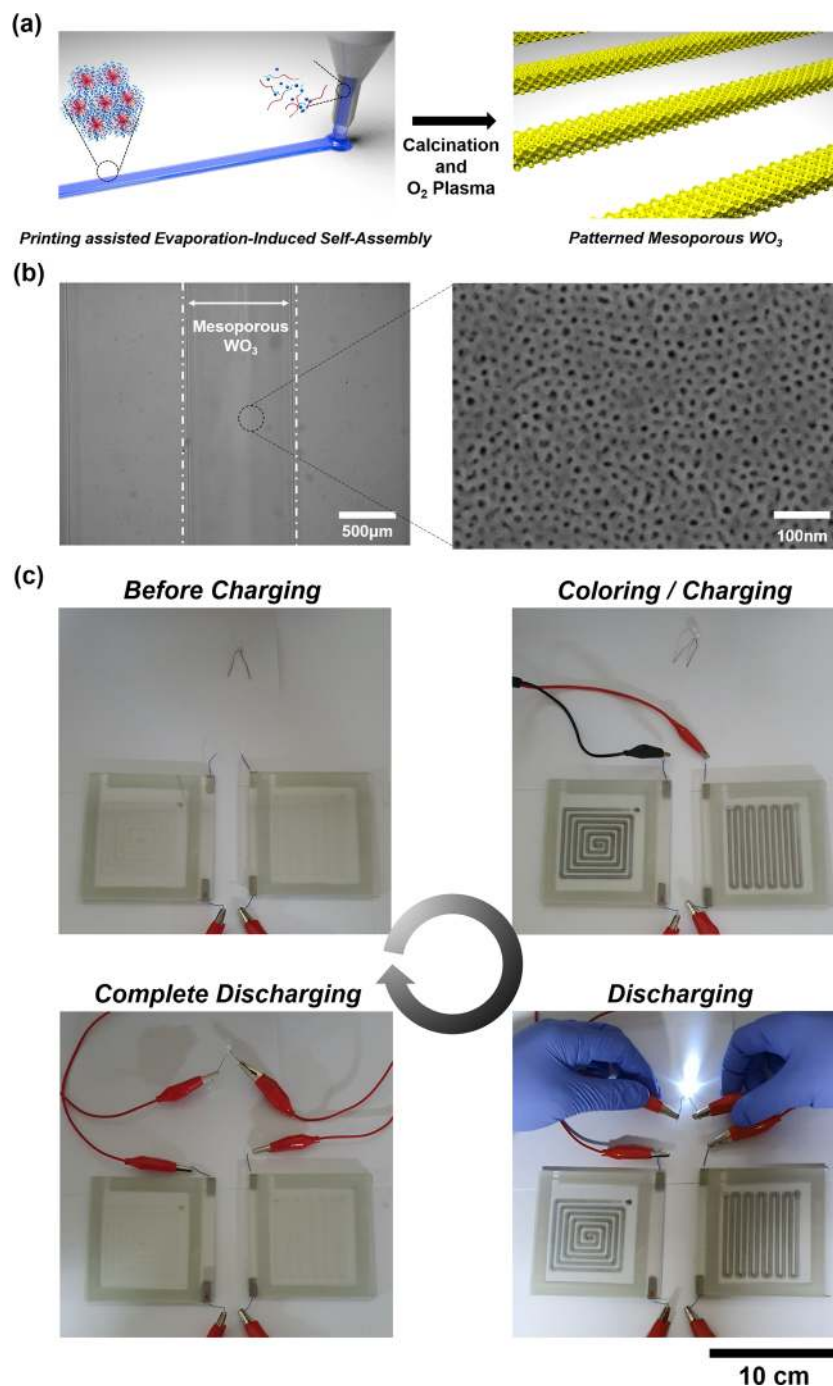 (a)
Calcination
and
O₂ Plasma
Printing assisted Evaporation-Induced Self-Assembly
Patterned Mesoporous WO₃
(b)
Mesoporous
WO₃
500μm
100nm
(c)
Before Charging
Coloring / Charging
Complete Discharging
Discharging
10 cm